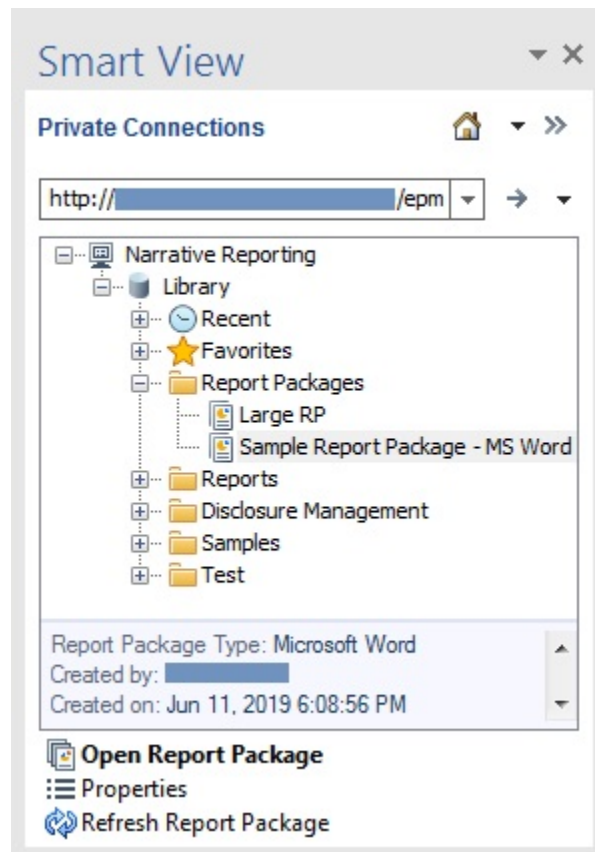 Smart View
Private Connections
http:// /epm
Narrative Reporting
Library
Recent
Favorites
Report Packages
Large RP
Sample Report Package - MS Word
Reports
Disclosure Management
Samples
Test
Report Package Type: Microsoft Word
Created by:
Created on: Jun 11, 2019 6:08:56 PM
Open Report Package
Properties
Refresh Report Package